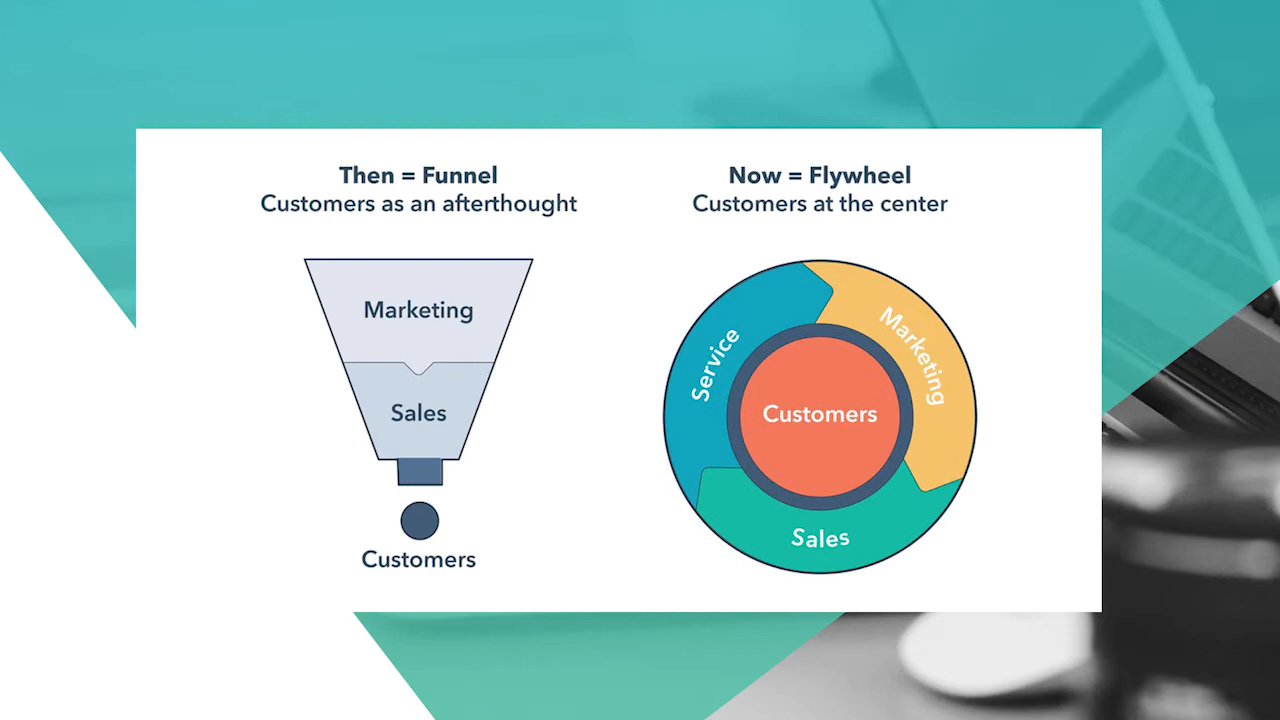 Then = Funnel
Customers as an afterthought
Marketing
Sales
Customers
Now = Flywheel
Customers at the center
Service
Marketing
Customers
Sales